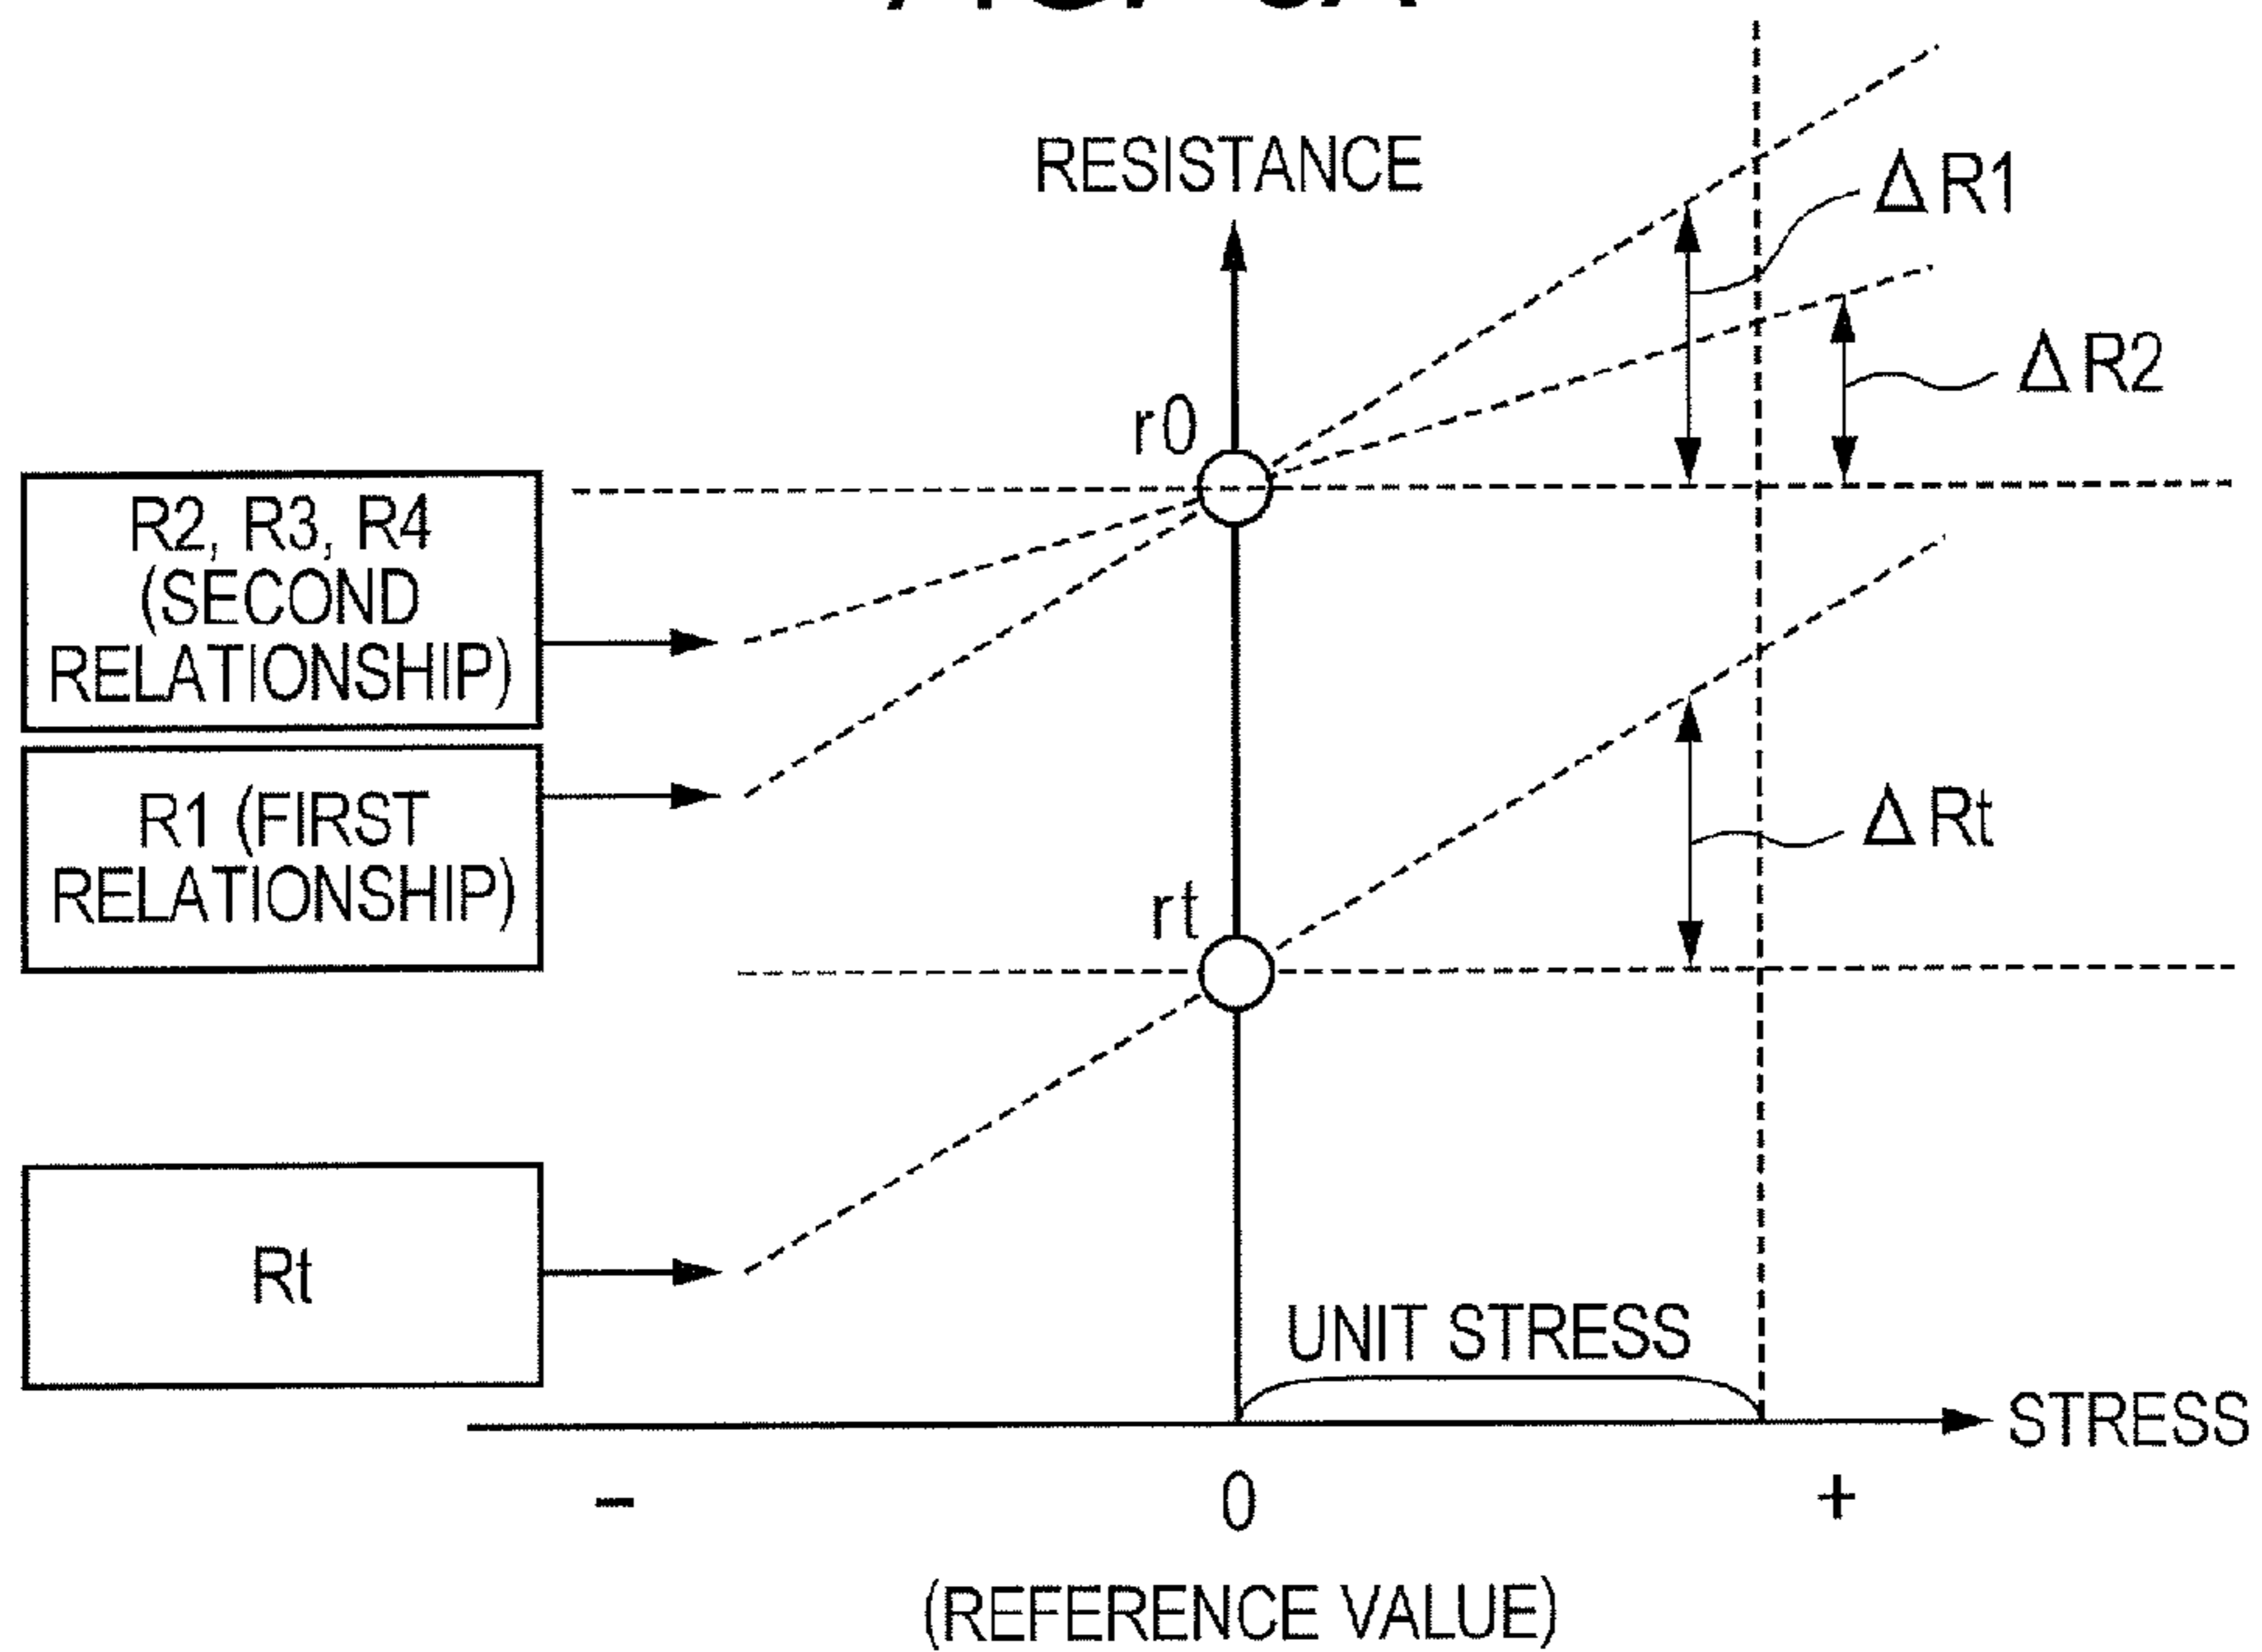 RESISTANCE
ΔR1
ΔR2
r0
R2, R3, R4
(SECOND
RELATIONSHIP)
R1 (FIRST
RELATIONSHIP)
rt
ΔRt
Rt
UNIT STRESS
STRESS
-
0
+
(REFERENCE VALUE)